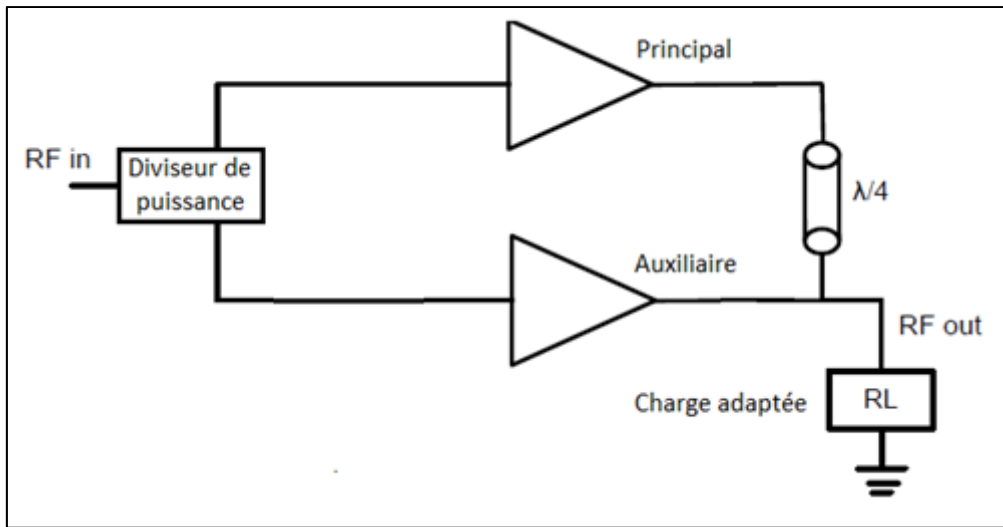 Principal
RF in
Diviseur de
puissance
λ/4
Auxiliaire
RF out
Charge adaptée
RL